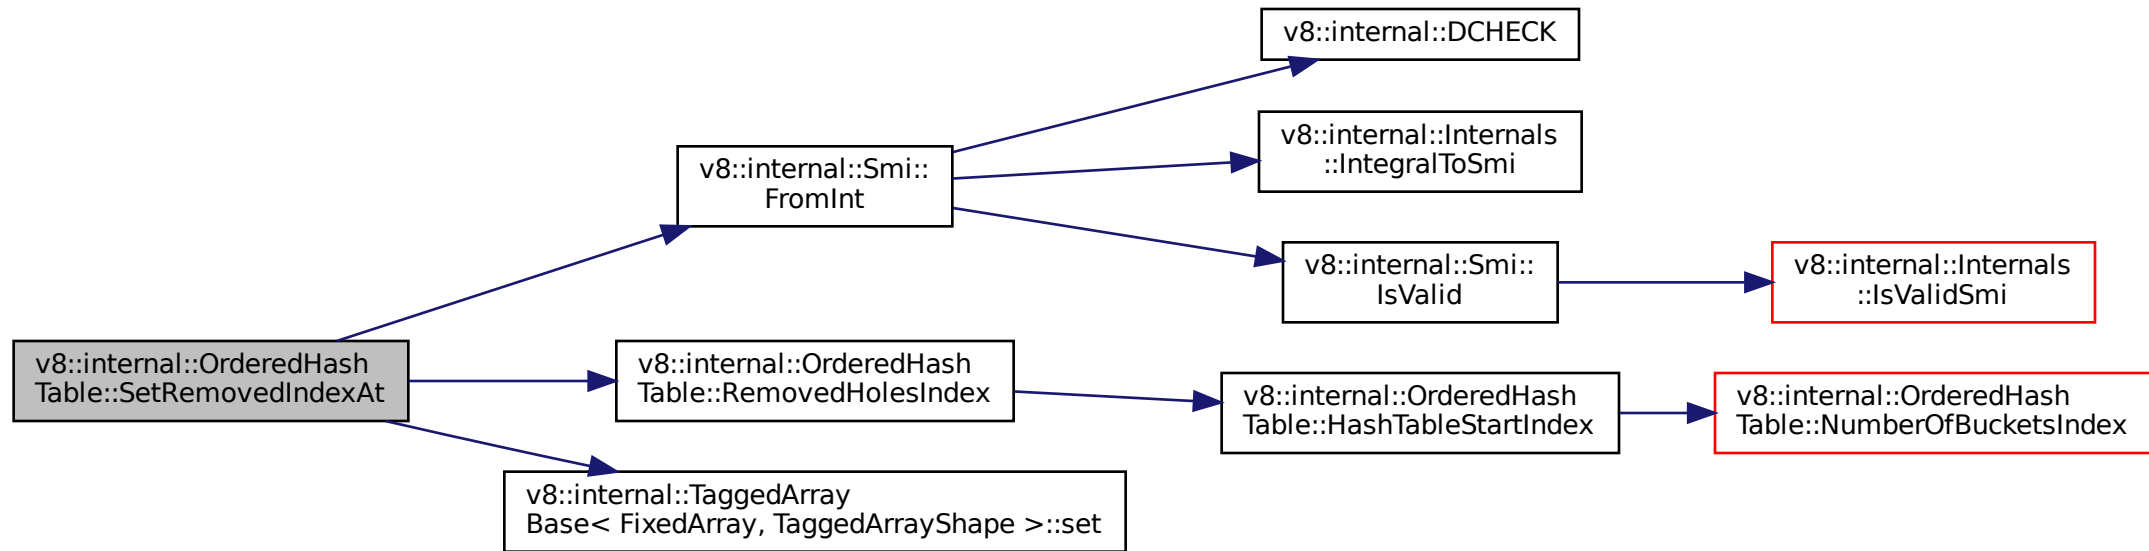 v8::internal::DCHECK
v8::internal::Internals
::IntegralToSmi
v8::internal::Smi::
FromInt
v8::internal::Smi::
IsValid
v8::internal::Internals
::IsValidSmi
v8::internal::OrderedHash
Table::SetRemovedIndexAt
v8::internal::OrderedHash
Table::RemovedHolesIndex
v8::internal::OrderedHash
Table::HashTableStartIndex
v8::internal::OrderedHash
Table::NumberOfBucketsIndex
v8::internal::TaggedArray
Base< FixedArray, TaggedArrayShape >::set